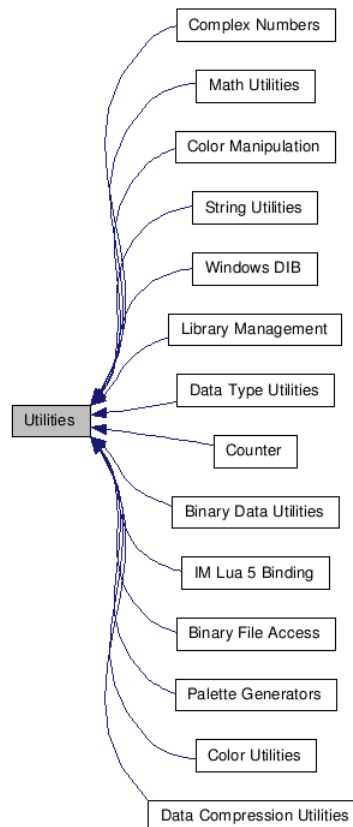 Complex Numbers
Math Utilities
Color Manipulation
String Utilities
Windows DIB
Library Management
Data Type Utilities
Utilities
Counter
Binary Data Utilities
IM Lua 5 Binding
Binary File Access
Palette Generators
Color Utilities
Data Compression Utilities